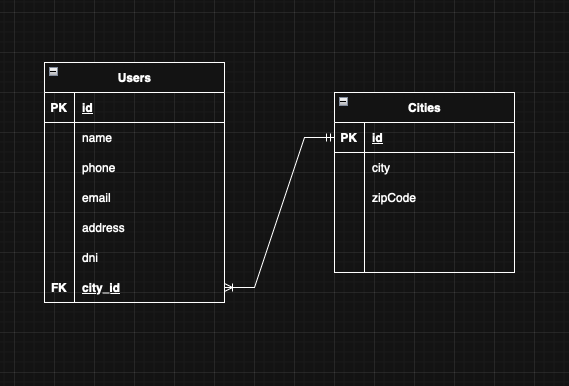 Users
PK id
name
phone
email
address
dni
FK city_id
Cities
PK id
city
zipCode